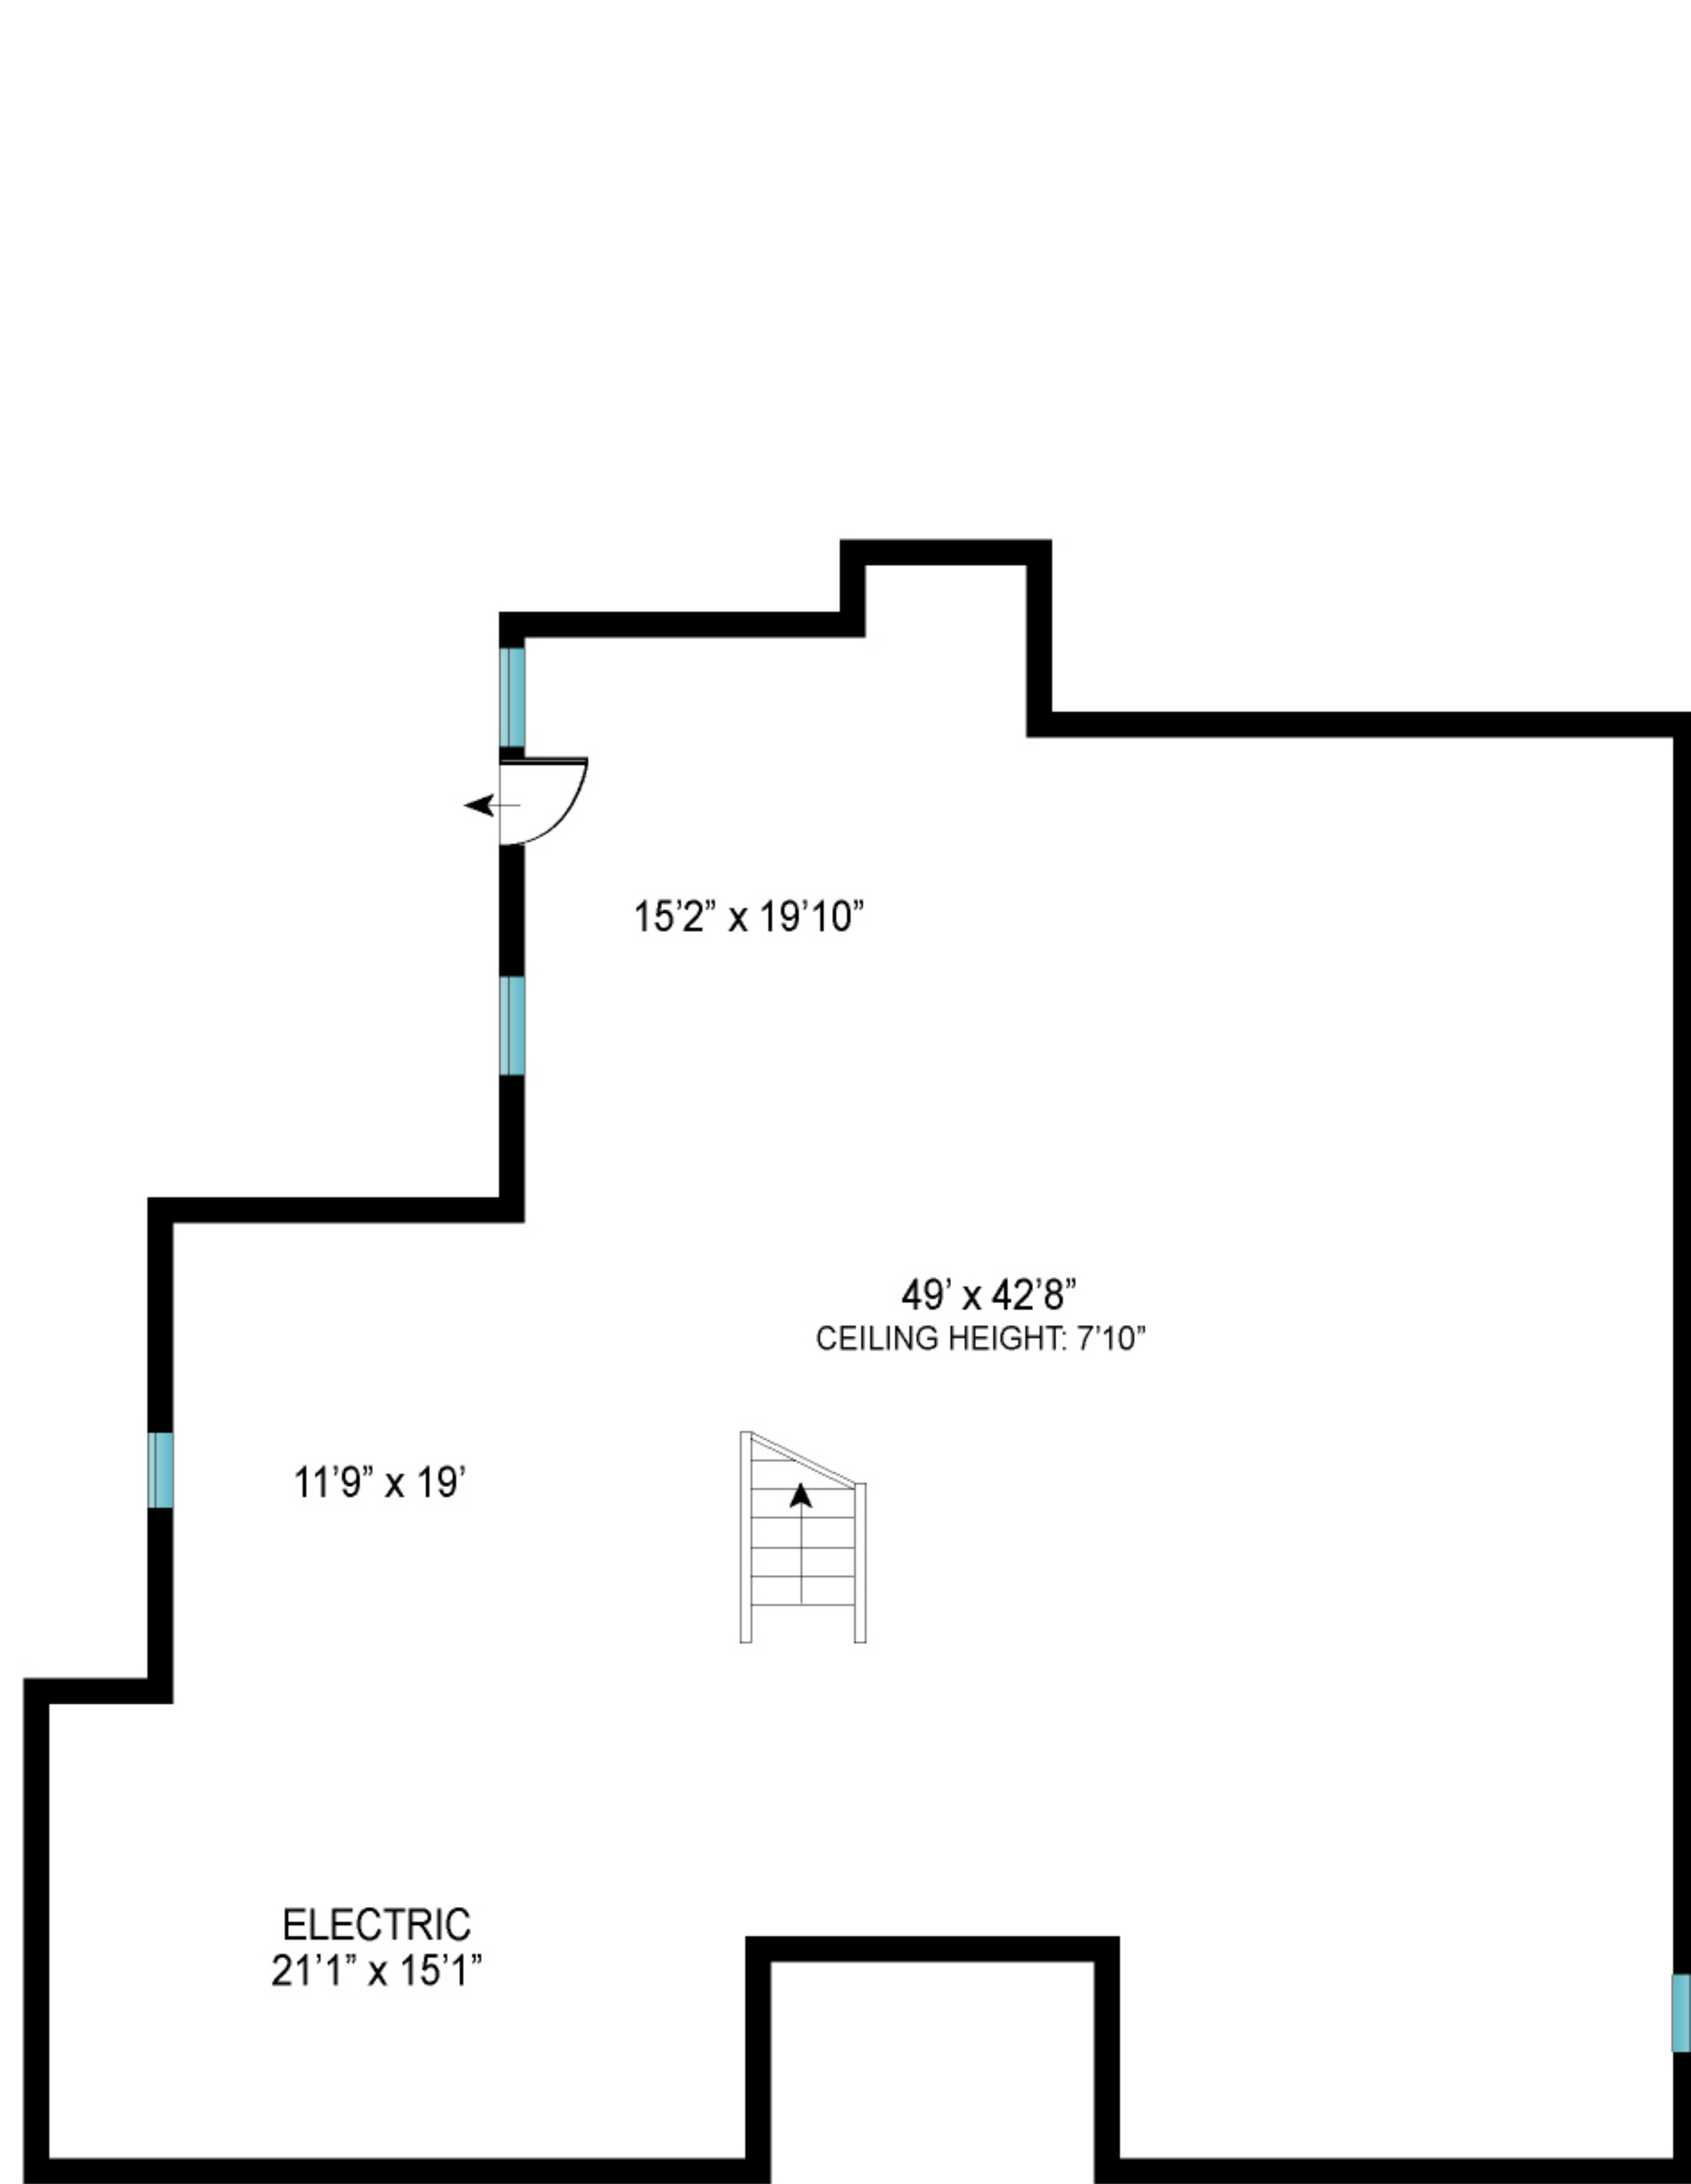 15’2” x 19’10”
49’ x 42’8”
CEILING HEIGHT: 7’10”
11’9” x 19’
ELECTRIC
21’1” x 15’1”